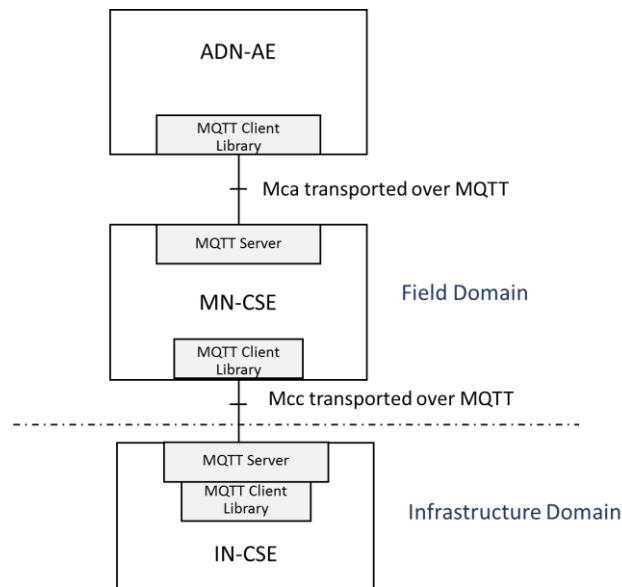 ADN-AE
MQTT Client
Library
Mca transported over MQTT
MQTT Server
MN-CSE
Field Domain
MQTT Client
Library
Mcc transported over MQTT
MQTT Server
MQTT Client
Library
Infrastructure Domain
IN-CSE